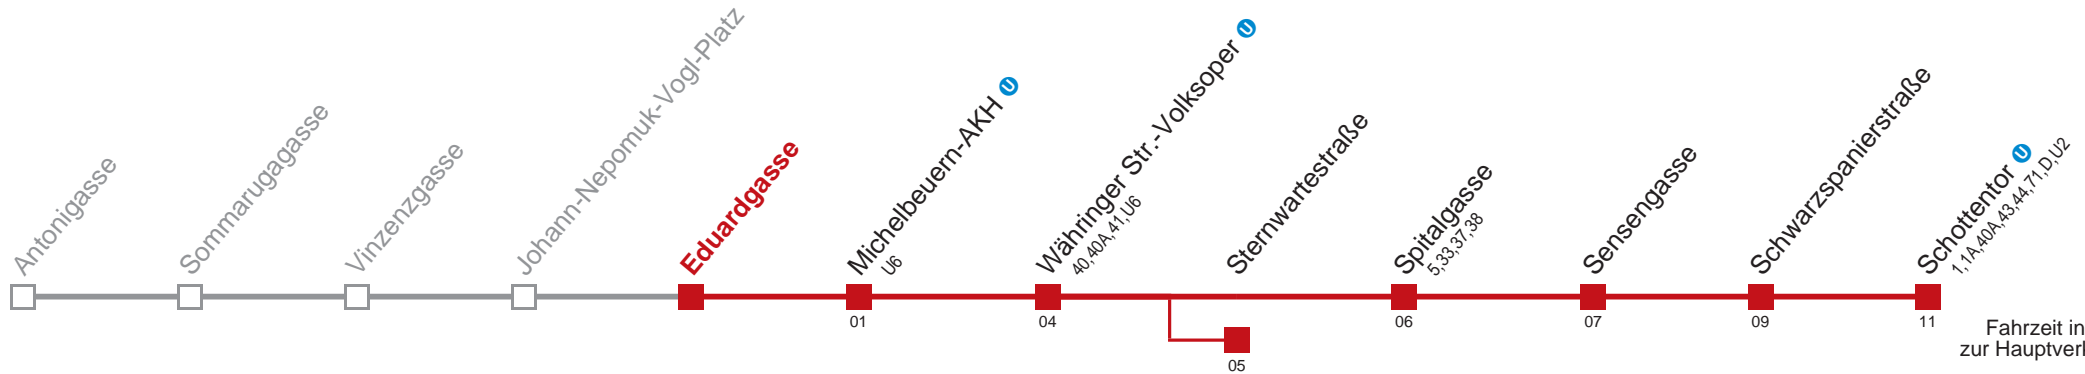 Antonigasse
Sommarugagasse
Vinzenzgasse
Johann-Nepomuk-Vogl-Platz
Eduardgasse
Michelbeuern-AKH U
U6
01
Währinger Str.-Volksoper U
40,40A,41,U6
04
Sternwartestraße
05
Spitalgasse
5,33,37,38
06
Sensengasse
07
Schwarzspanierstraße
09
Schottentor U
1,1A,40A,43,44,71,D,U2
11
Fahrzeit in
zur